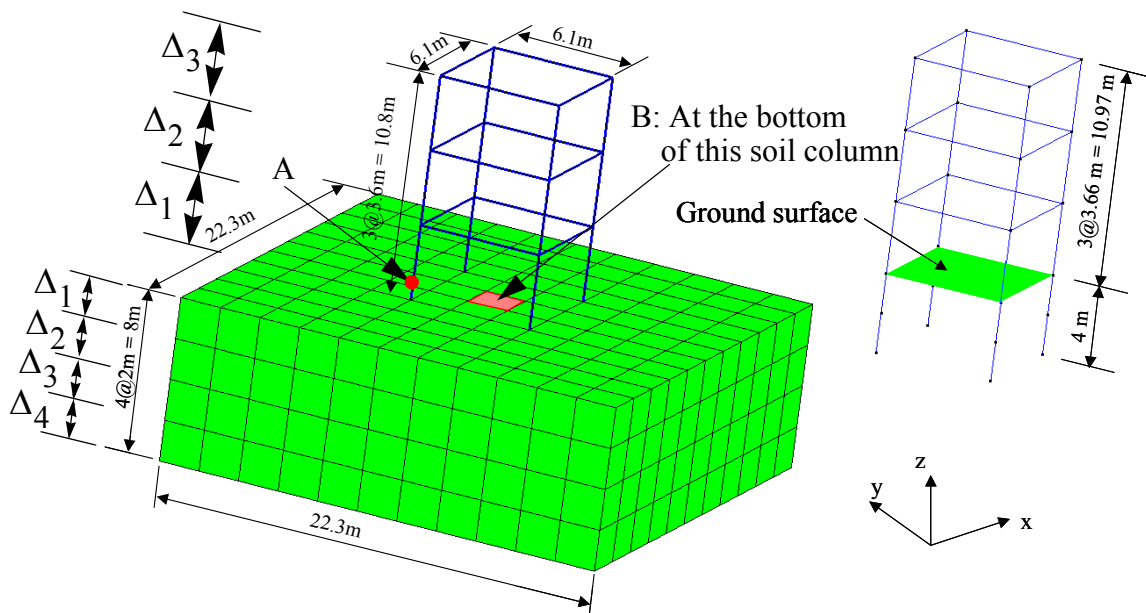 Δ3
Δ2
Δ1
Δ1
Δ2
Δ3
Δ4
4@2m = 8m
22.3m
22.3m
A
6.1m
6.1m
3@3.6m = 10.8m
B: At the bottom
of this soil column
Ground surface
3@3.66 m = 10.97 m
4 m
z
y
x